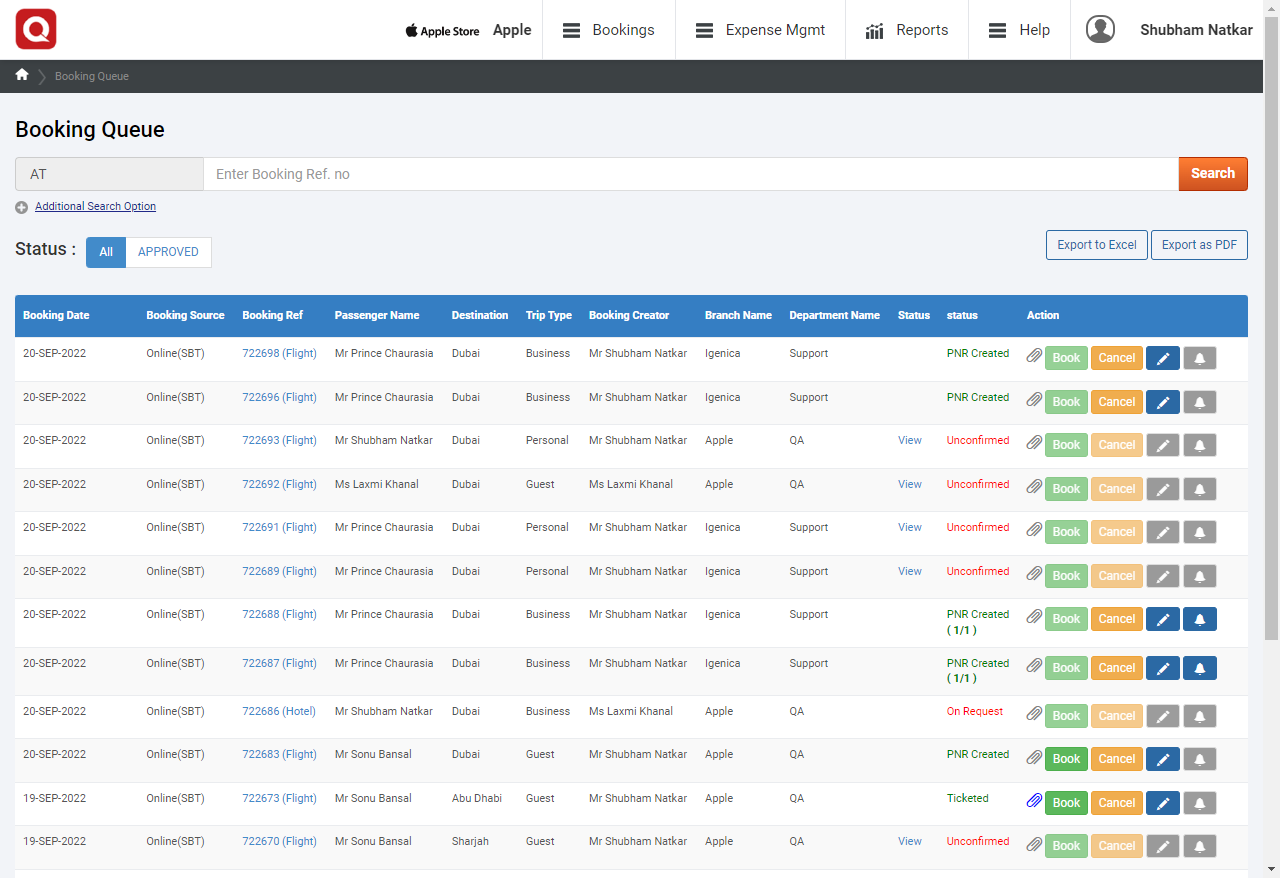 Apple Store Apple Bookings Expense Mgmt Reports Help Shubham Natkar
Booking Queue
Booking Queue
AT Enter Booking Ref. no Search
Additional Search Option
Status : All APPROVED Export to Excel Export as PDF
Booking Date Booking Source Booking Ref Passenger Name Destination Trip Type Booking Creator Branch Name Department Name Status status Action
20-SEP-2022 Online(SBT) 722698 (Flight) Mr Prince Chaurasia Dubai Business Mr Shubham Natkar Igenica Support PNR Created Book Cancel
20-SEP-2022 Online(SBT) 722696 (Flight) Mr Prince Chaurasia Dubai Business Mr Shubham Natkar Igenica Support PNR Created Book Cancel
20-SEP-2022 Online(SBT) 722693 (Flight) Mr Shubham Natkar Dubai Personal Mr Shubham Natkar Apple QA View Unconfirmed Book Cancel
20-SEP-2022 Online(SBT) 722692 (Flight) Ms Laxmi Khanal Dubai Guest Ms Laxmi Khanal Apple QA View Unconfirmed Book Cancel
20-SEP-2022 Online(SBT) 722691 (Flight) Mr Prince Chaurasia Dubai Personal Mr Shubham Natkar Igenica Support View Unconfirmed Book Cancel
20-SEP-2022 Online(SBT) 722689 (Flight) Mr Prince Chaurasia Dubai Personal Mr Shubham Natkar Igenica Support View Unconfirmed Book Cancel
20-SEP-2022 Online(SBT) 722688 (Flight) Mr Prince Chaurasia Dubai Business Mr Shubham Natkar Igenica Support PNR Created Book Cancel
( 1/1 )
20-SEP-2022 Online(SBT) 722687 (Flight) Mr Prince Chaurasia Dubai Business Mr Shubham Natkar Igenica Support PNR Created Book Cancel
( 1/1 )
20-SEP-2022 Online(SBT) 722686 (Hotel) Mr Shubham Natkar Dubai Business Ms Laxmi Khanal Apple QA On Request Book Cancel
20-SEP-2022 Online(SBT) 722683 (Flight) Mr Sonu Bansal Dubai Guest Mr Shubham Natkar Apple QA PNR Created Book Cancel
19-SEP-2022 Online(SBT) 722673 (Flight) Mr Sonu Bansal Abu Dhabi Guest Mr Shubham Natkar Apple QA Ticketed Book Cancel
19-SEP-2022 Online(SBT) 722670 (Flight) Mr Sonu Bansal Sharjah Guest Mr Shubham Natkar Apple QA View Unconfirmed Book Cancel